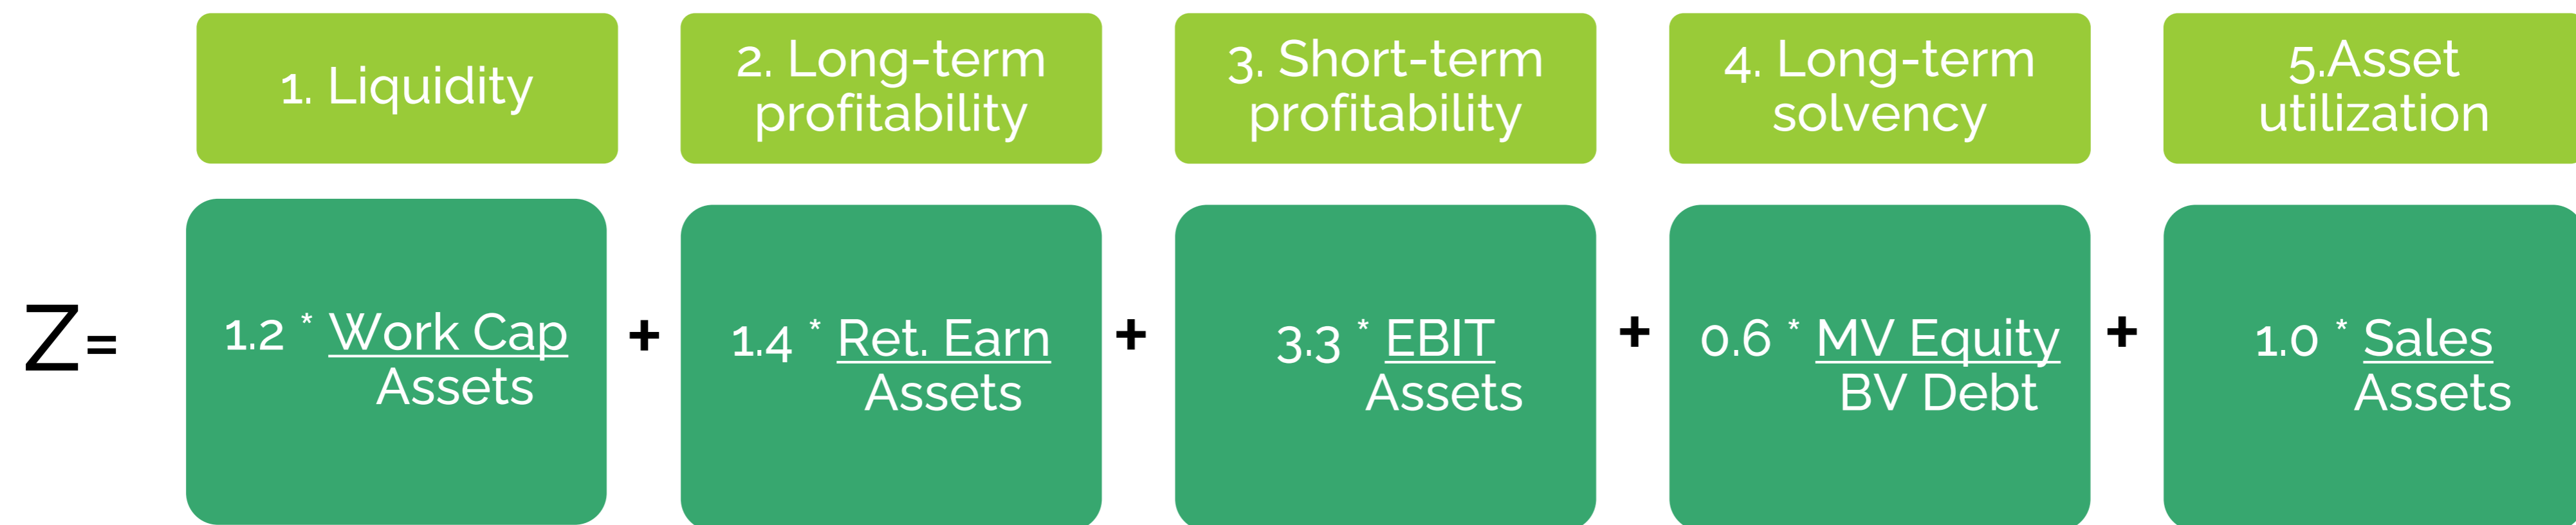 1. Liquidity
2. Long-term
profitability
3. Short-term
profitability
4. Long-term
solvency
5.Asset
utilization
Z=
1.2 * Work Cap
Assets
+
1.4 * Ret. Earn
Assets
+
3.3 * EBIT
Assets
+
0.6 * MV Equity
BV Debt
+
1.0 * Sales
Assets